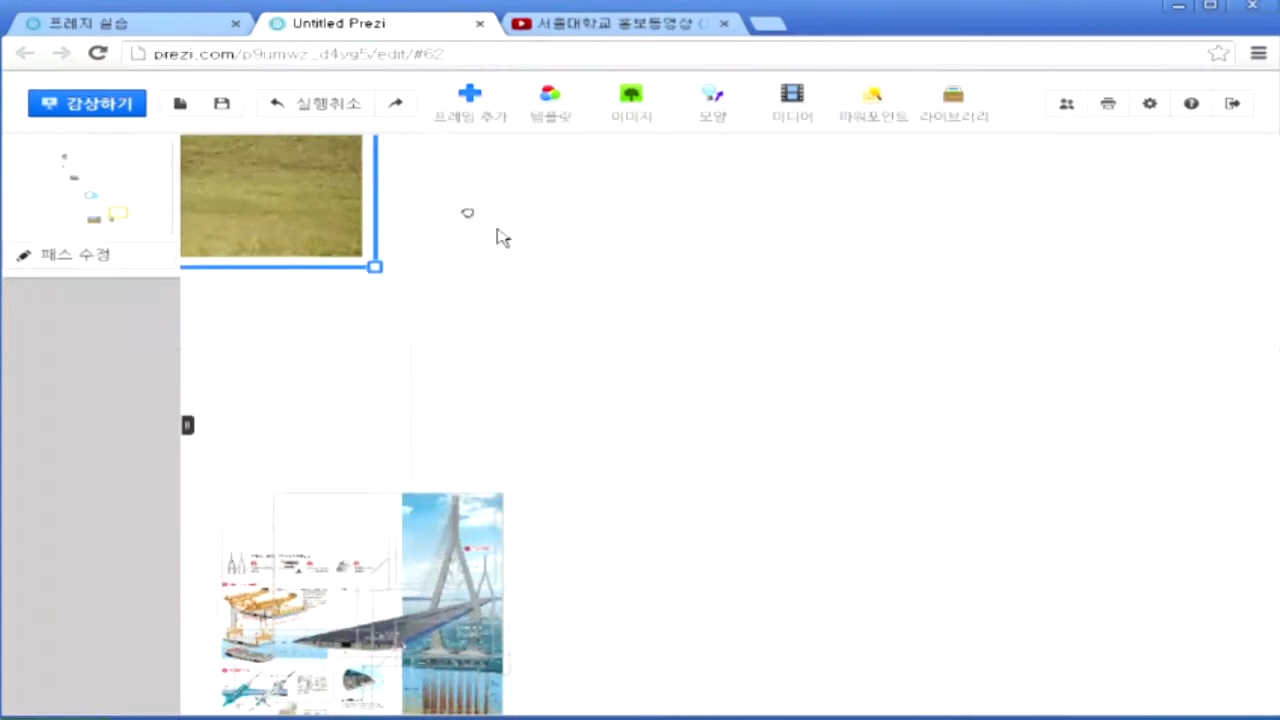 프레지 실습
Untitled Prezi
서울대학교 홍보동영상 (
prezi.com/p9umwz_d4yg5/edit/#62
감상하기
실행취소
프레임 추가
템플릿
이미지
모양
미디어
파워포인트
라이브러리
패스 수정